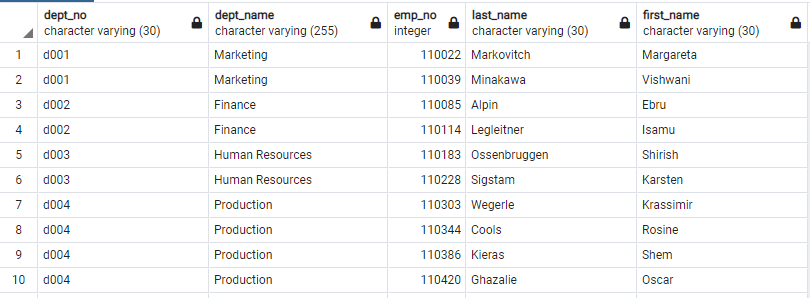 dept_no dept_name emp_no last_name first_name
character varying (30) character varying (255) integer character varying (30) character varying (30)
1 d001 Marketing 110022 Markovitch Margareta
2 d001 Marketing 110039 Minakawa Vishwani
3 d002 Finance 110085 Alpin Ebru
4 d002 Finance 110114 Legleitner Isamu
5 d003 Human Resources 110183 Ossenbruggen Shirish
6 d003 Human Resources 110228 Sigstam Karsten
7 d004 Production 110303 Wegerle Krassimir
8 d004 Production 110344 Cools Rosine
9 d004 Production 110386 Kieras Shem
10 d004 Production 110420 Ghazalie Oscar